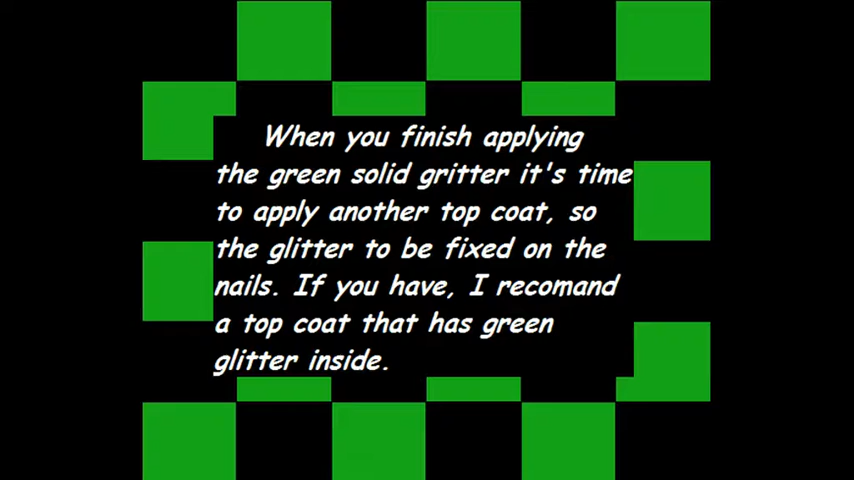 When you finish applying
the green solid gritter it's time
to apply another top coat, so
the glitter to be fixed on the
nails. If you have, I recomand
a top coat that has green
glitter inside.